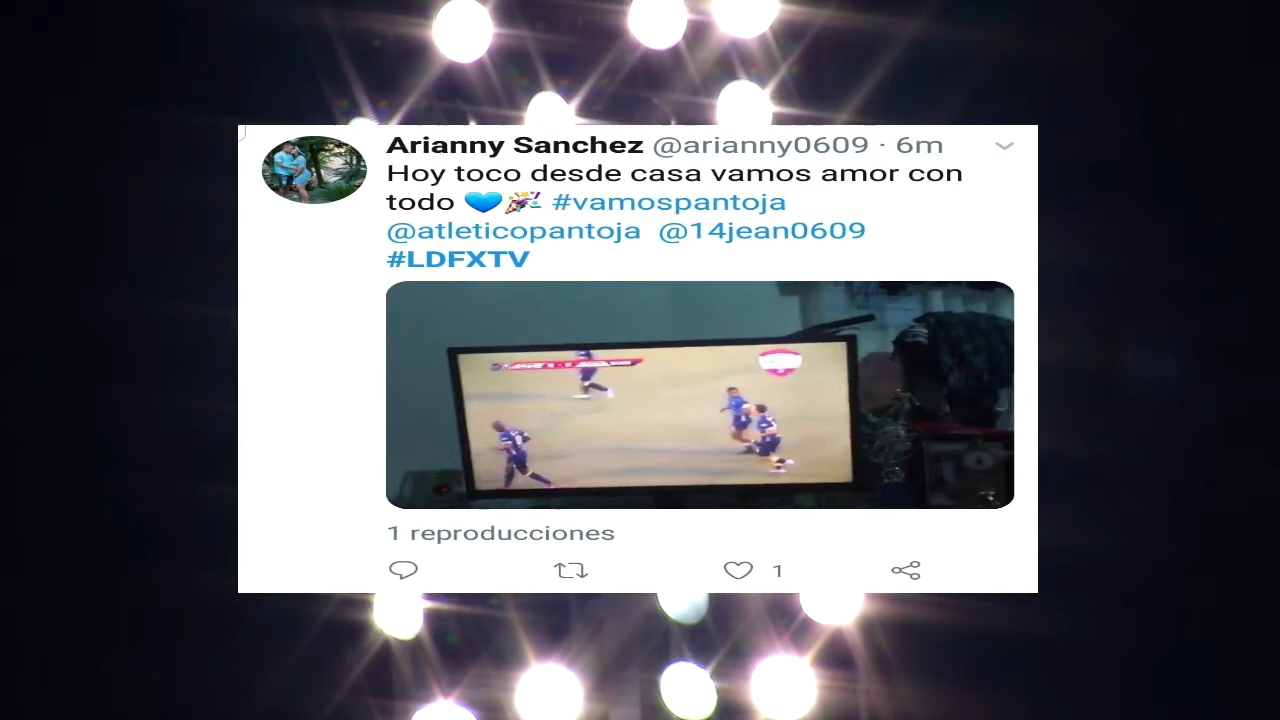 Arianny Sanchez @arianny0609 · 6m
Hoy toco desde casa vamos amor con
todo 💙🎉 #vamospantoja
@atleticopantoja @14jean0609
#LDFXTV
1 reproducciones
1